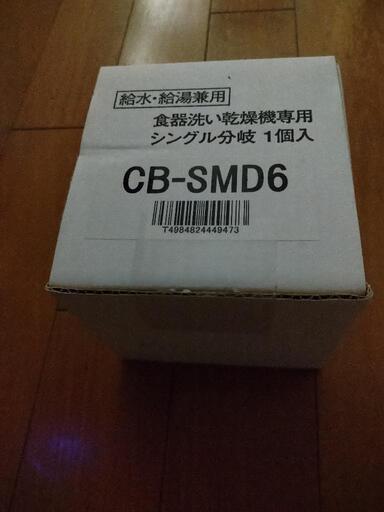 給水・給湯兼用
食器洗い乾燥機専用
シングル分岐 1個入
CB-SMD6
T4984824449473